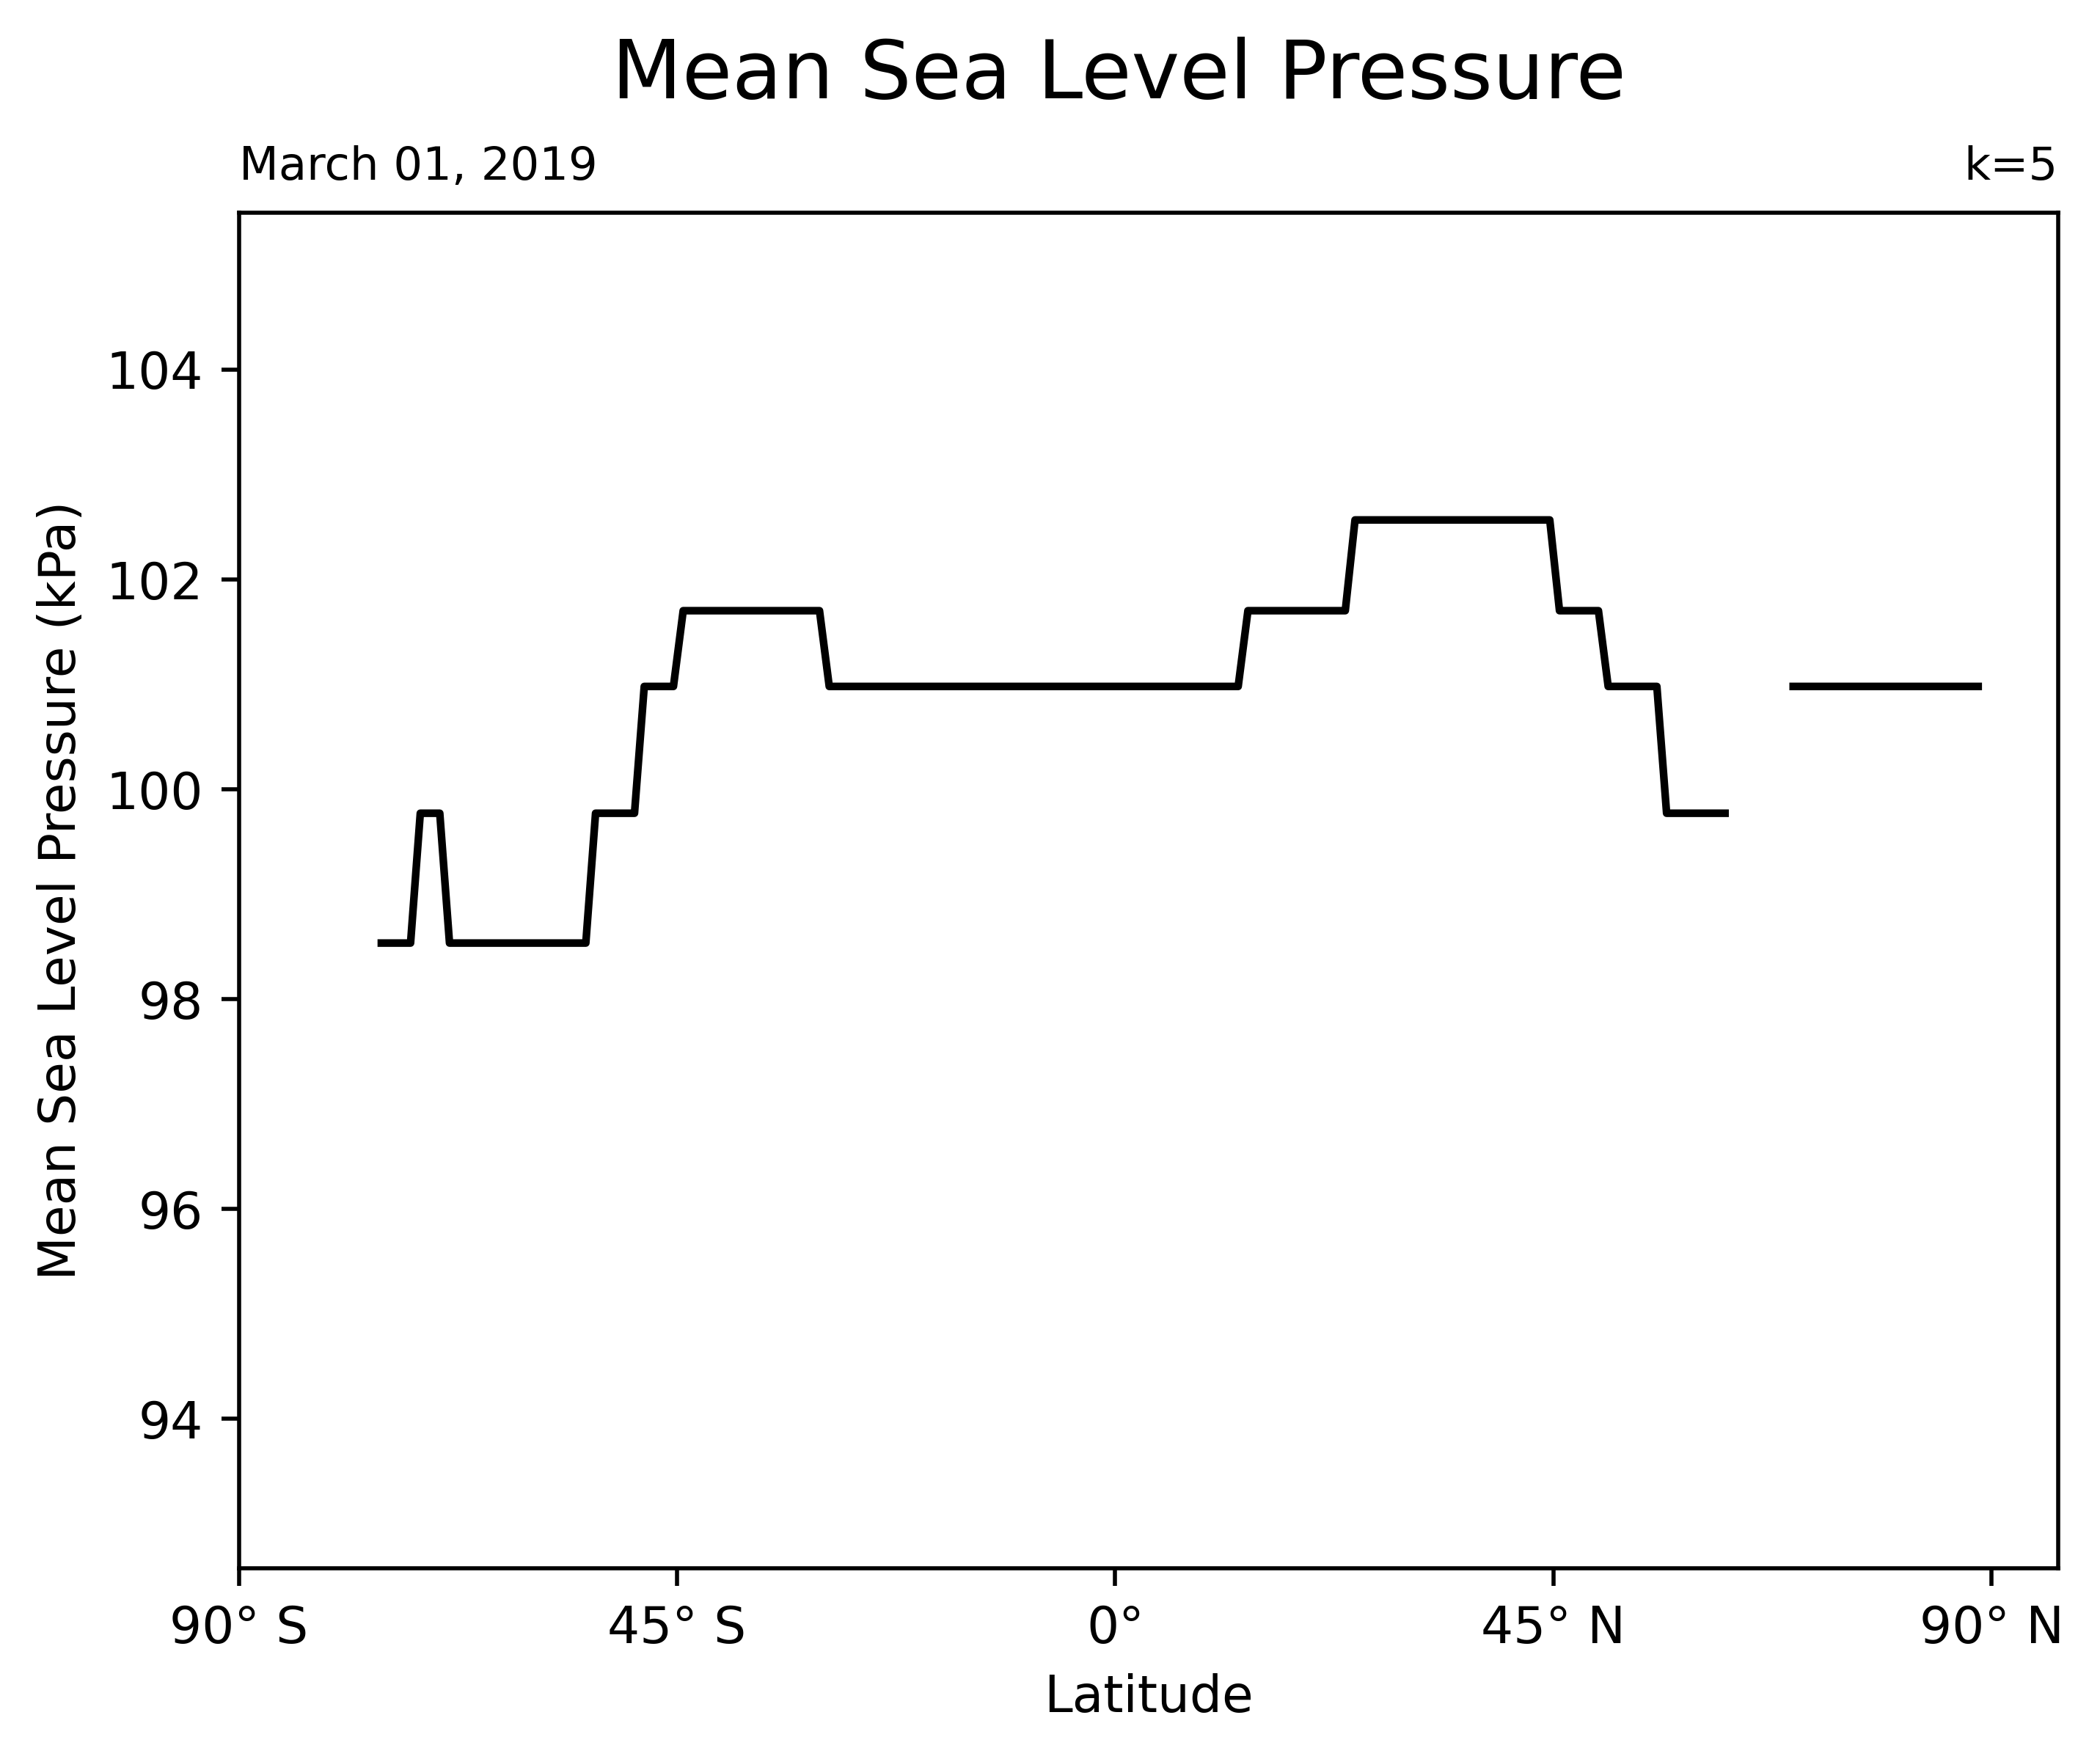 Mean Sea Level Pressure
March 01, 2019
k=5
Mean Sea Level Pressure (kPa)
104
102
100
98
96
94
90° S
45° S
0°
45° N
90° N
Latitude